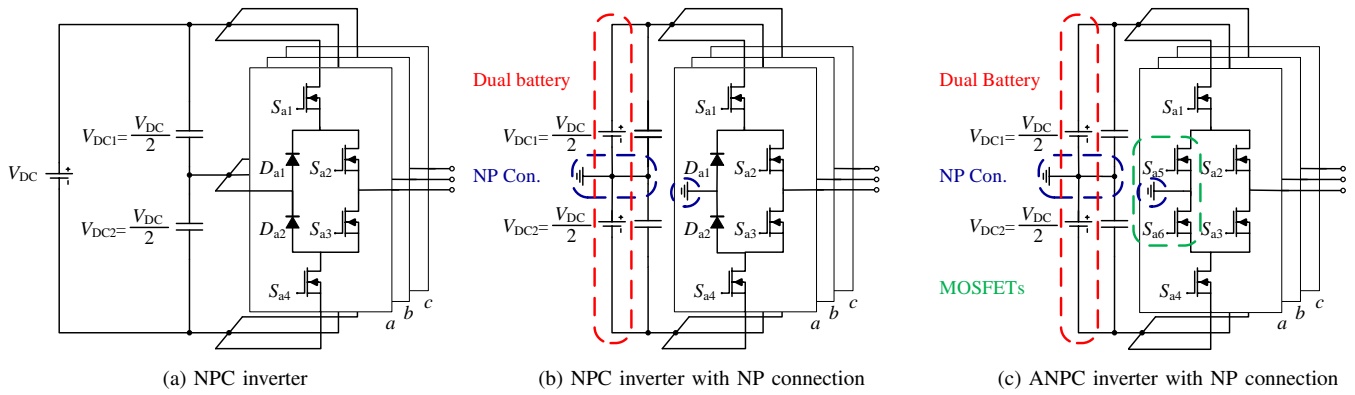 S_a1
V_DC1= V_DC/2
D_a1
S_a2
V_DC
V_DC2= V_DC/2
D_a2
S_a3
S_a4
a
b
c
(a) NPC inverter
Dual battery
S_a1
V_DC1= V_DC/2
D_a1
S_a2
NP Con.
V_DC2= V_DC/2
D_a2
S_a3
S_a4
a
b
c
(b) NPC inverter with NP connection
Dual Battery
S_a1
V_DC1= V_DC/2
S_a5
S_a2
NP Con.
V_DC2= V_DC/2
S_a6
S_a3
MOSFETs
S_a4
a
b
c
(c) ANPC inverter with NP connection